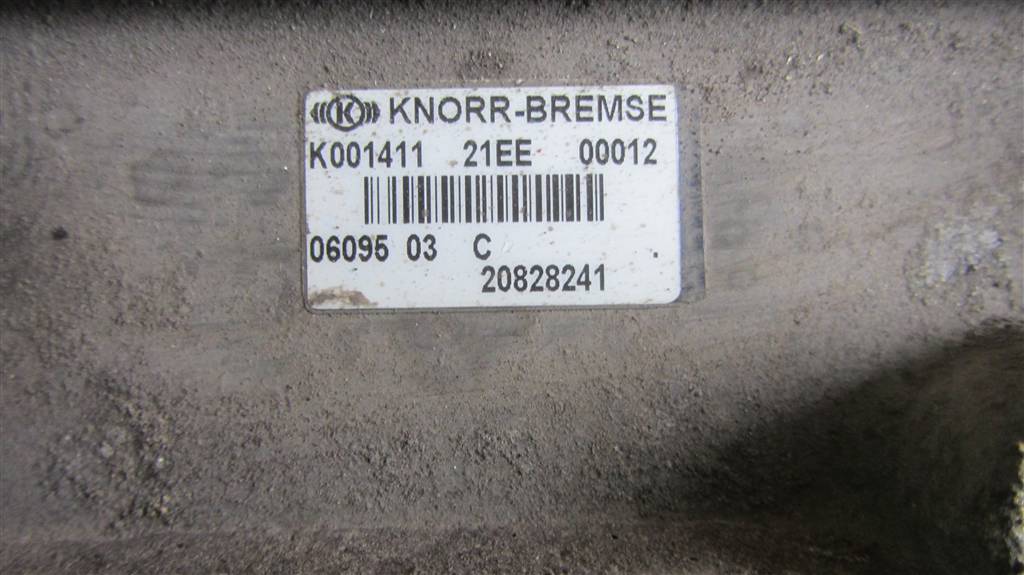 K KNORR-BREMSE
K001411 21EE 00012
06095 03 C
20828241